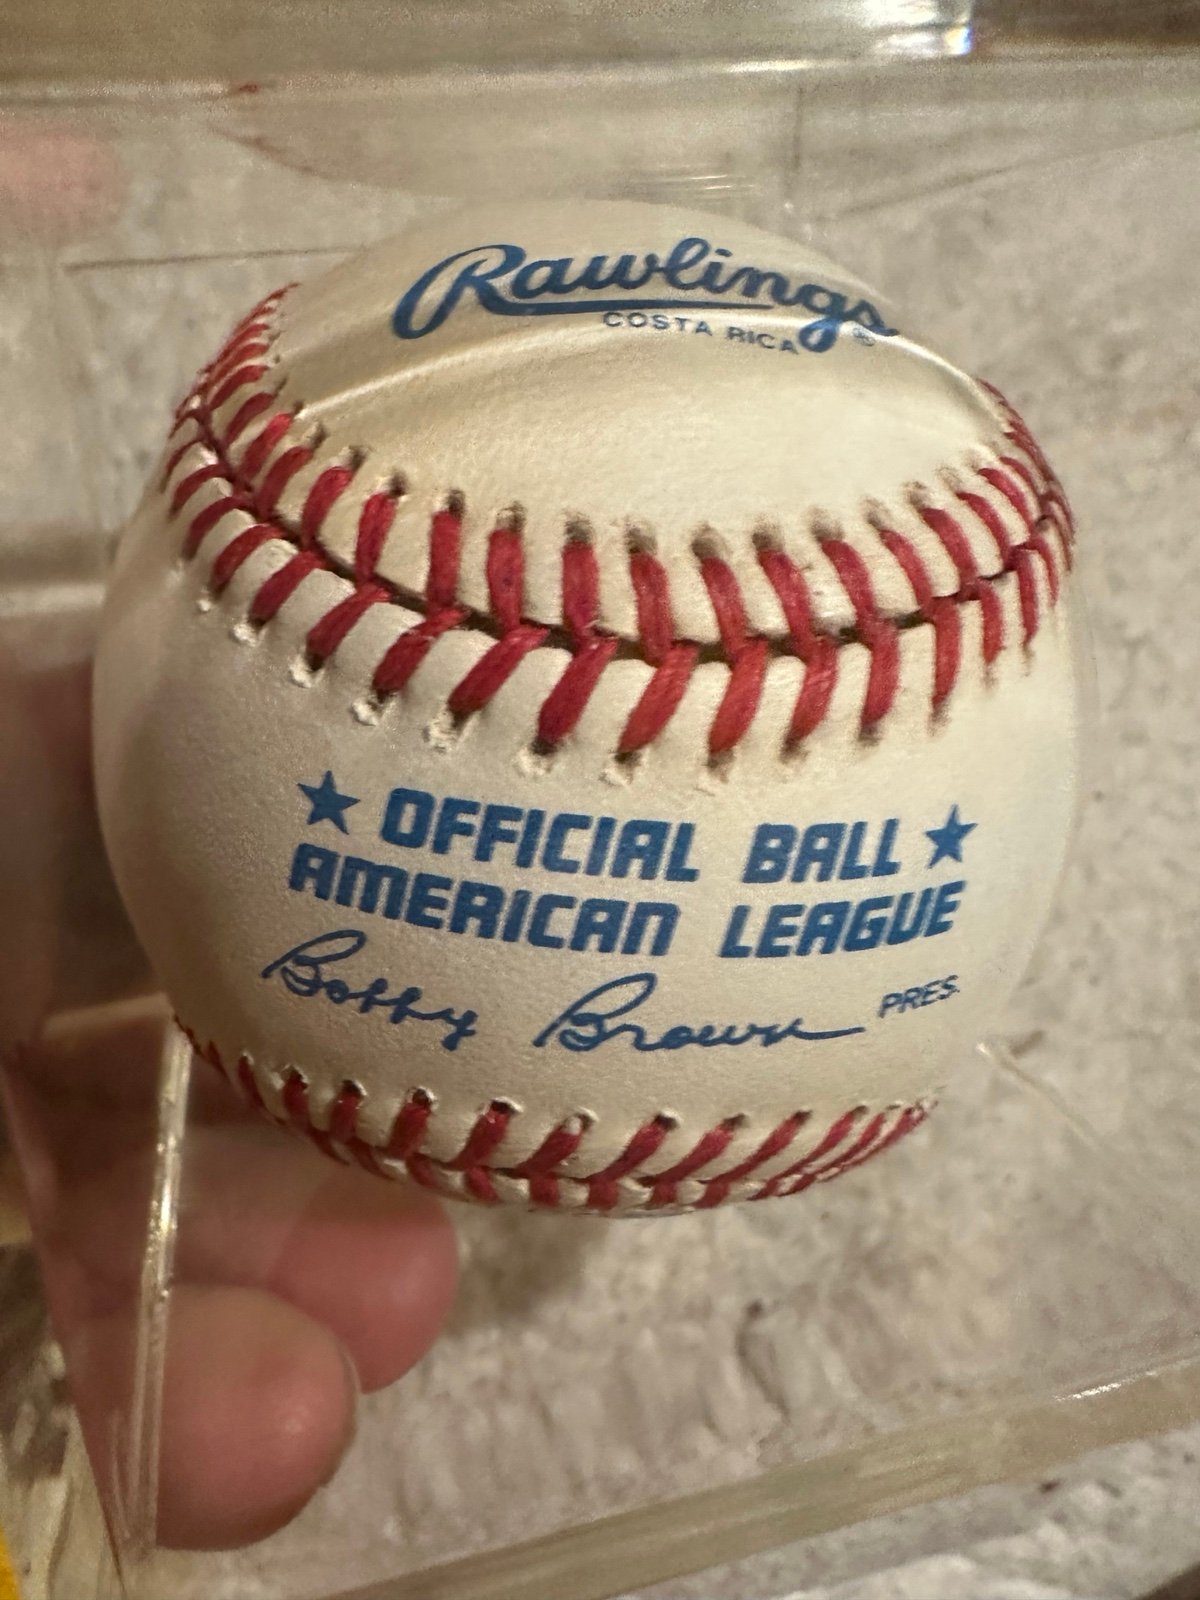 Rawlings®
COSTA RICA
★ OFFICIAL BALL ★
AMERICAN LEAGUE
Bobby Brown PRES.